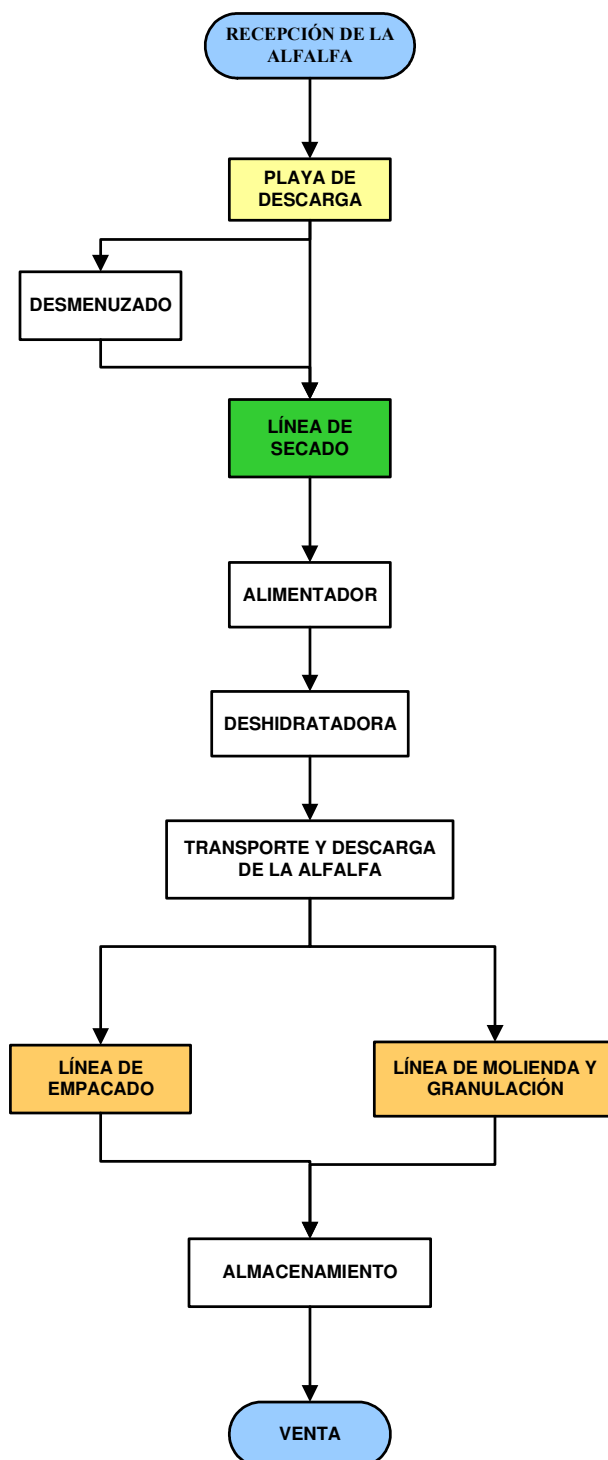 RECEPCIÓN DE LA
ALFALFA
PLAYA DE
DESCARGA
DESMENUZADO
LÍNEA DE
SECADO
ALIMENTADOR
DESHIDRATADORA
TRANSPORTE Y DESCARGA
DE LA ALFALFA
LÍNEA DE
EMPACADO
LÍNEA DE MOLIENDA Y
GRANULACIÓN
ALMACENAMIENTO
VENTA